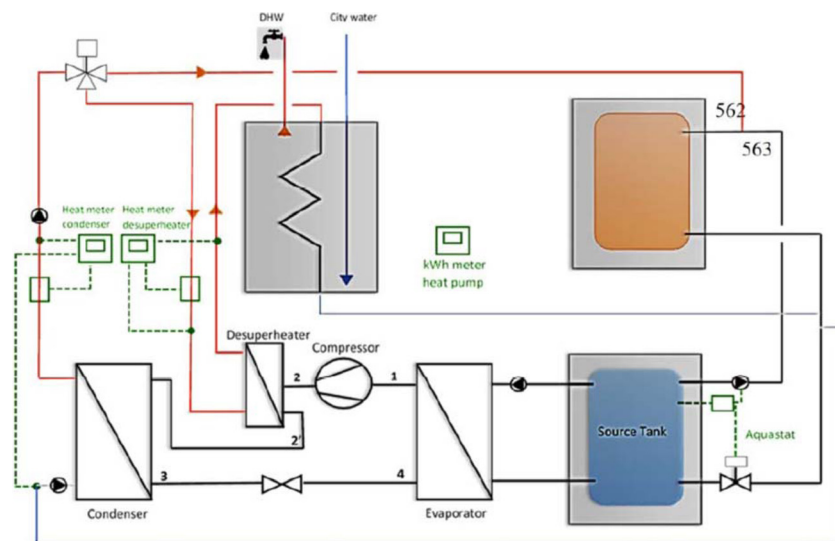 DHW
City water
562
563
Heat meter
condenser
Heat meter
desuperheater
kWh meter
heat pump
Desuperheater
Compressor
2
1
2'
Source Tank
Aquastat
3
4
Condenser
Evaporator